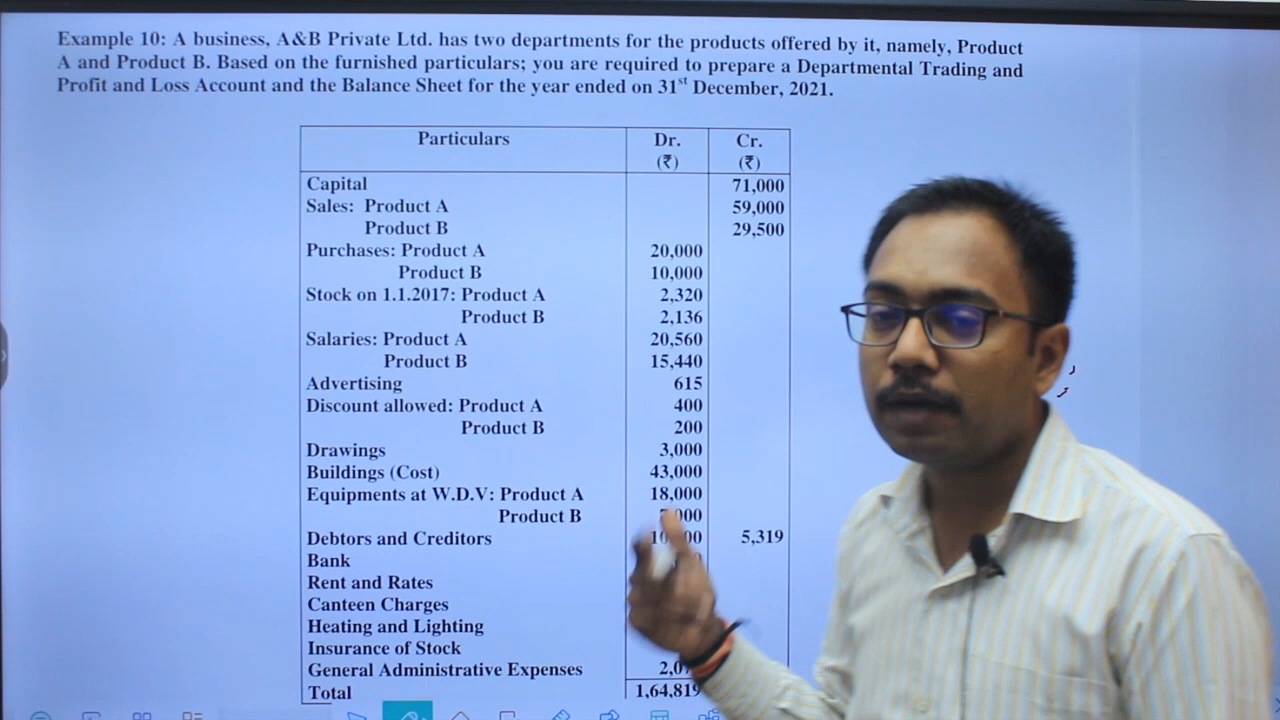 Example 10: A business, A&B Private Ltd. has two departments for the products offered by it, namely, Product
A and Product B. Based on the furnished particulars; you are required to prepare a Departmental Trading and
Profit and Loss Account and the Balance Sheet for the year ended on 31st December, 2021.
Particulars Dr. (₹) Cr. (₹)
Capital 71,000
Sales: Product A 59,000
Product B 29,500
Purchases: Product A 20,000
Product B 10,000
Stock on 1.1.2017: Product A 2,320
Product B 2,136
Salaries: Product A 20,560
Product B 15,440
Advertising 615
Discount allowed: Product A 400
Product B 200
Drawings 3,000
Buildings (Cost) 43,000
Equipments at W.D.V: Product A 18,000
Product B
Debtors and Creditors 5,319
Bank
Rent and Rates
Canteen Charges
Heating and Lighting
Insurance of Stock
General Administrative Expenses
Total 1,64,819